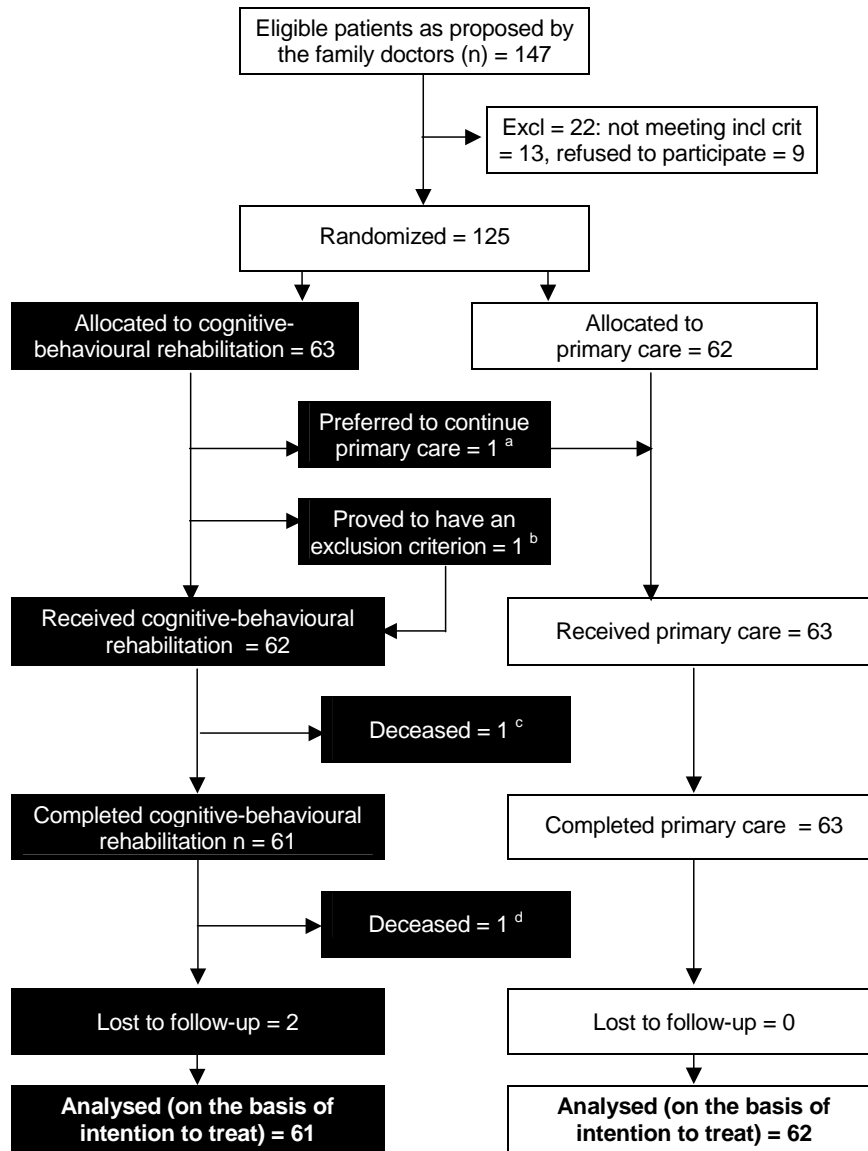 Eligible patients as proposed by
the family doctors (n) = 147
Excl = 22: not meeting incl crit
= 13, refused to participate = 9
Randomized = 125
Allocated to cognitive-
behavioural rehabilitation = 63
Allocated to
primary care = 62
Preferred to continue
primary care = 1 a
Proved to have an
exclusion criterion = 1 b
Received cognitive-behavioural
rehabilitation = 62
Received primary care = 63
Deceased = 1 c
Completed cognitive-behavioural
rehabilitation n = 61
Completed primary care = 63
Deceased = 1 d
Lost to follow-up = 2
Lost to follow-up = 0
Analysed (on the basis of
intention to treat) = 61
Analysed (on the basis of
intention to treat) = 62